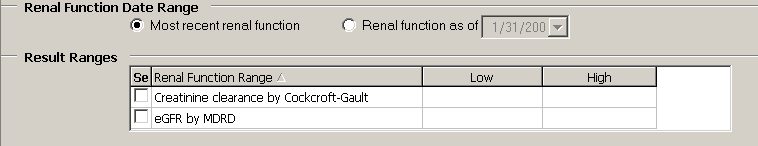 Renal Function Date Range
Most recent renal function Renal function as of 1/31/200
Result Ranges
Se Renal Function Range Low High
Creatinine clearance by Cockcroft-Gault
eGFR by MDRD